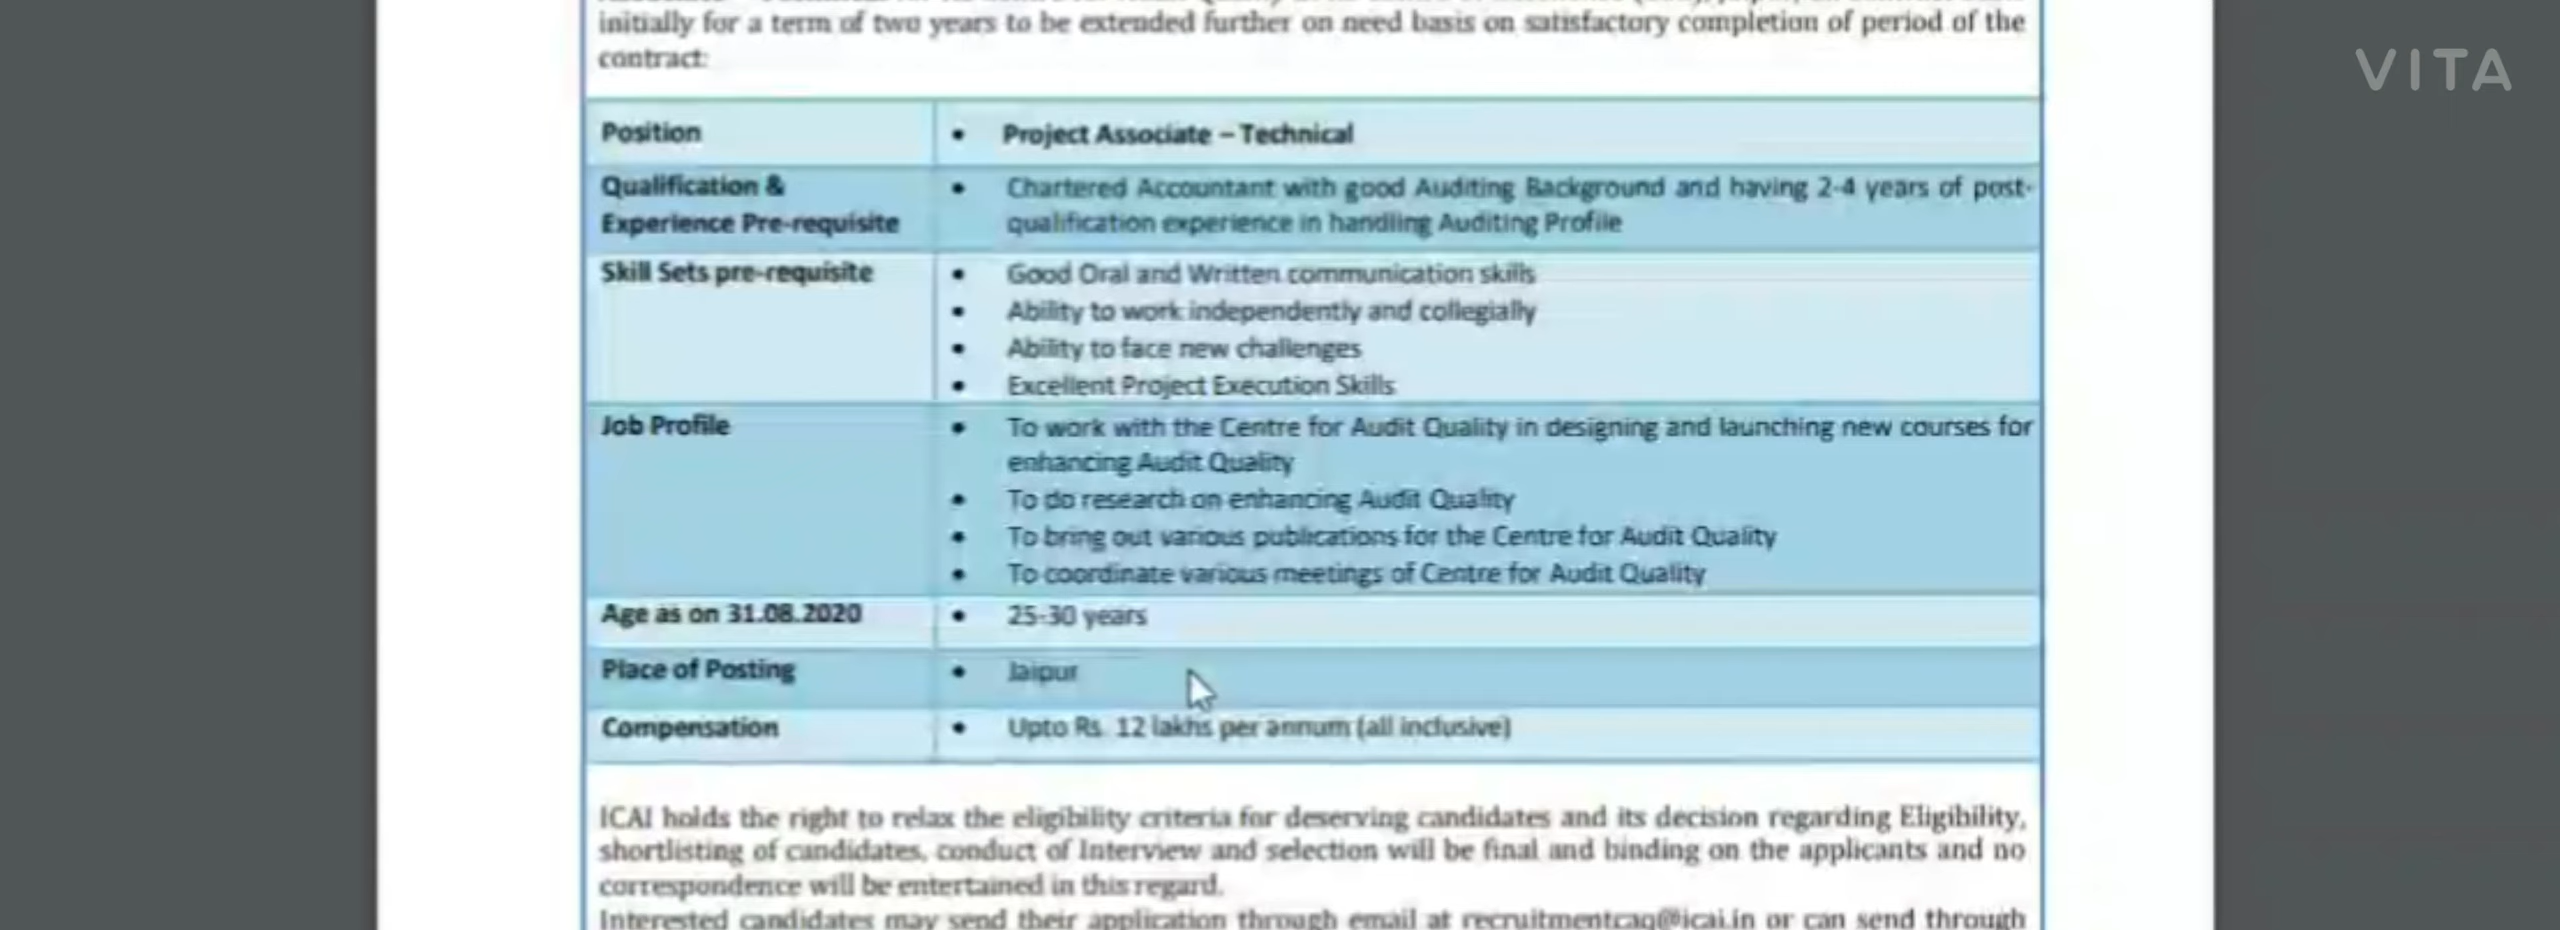 initially for a term of two years to be extended further on need basis on satisfactory completion of period of the
contract:
VITA
Position
• Project Associate – Technical
Qualification &
Experience Pre-requisite
• Chartered Accountant with good Auditing Background and having 2-4 years of post-
qualification experience in handling Auditing Profile
Skill Sets pre-requisite
• Good Oral and Written communication skills
• Ability to work independently and collegially
• Ability to face new challenges
• Excellent Project Execution Skills
Job Profile
• To work with the Centre for Audit Quality in designing and launching new courses for
enhancing Audit Quality
• To do research on enhancing Audit Quality
• To bring out various publications for the Centre for Audit Quality
• To coordinate various meetings of Centre for Audit Quality
Age as on 31.08.2020
• 25-30 years
Place of Posting
• Jaipur
Compensation
• Upto Rs. 12 lakhs per annum (all inclusive)
ICAI holds the right to relax the eligibility criteria for deserving candidates and its decision regarding Eligibility,
shortlisting of candidates, conduct of Interview and selection will be final and binding on the applicants and no
correspondence will be entertained in this regard.
Interested candidates may send their application through email at recruitmentcaq@icai.in or can send through